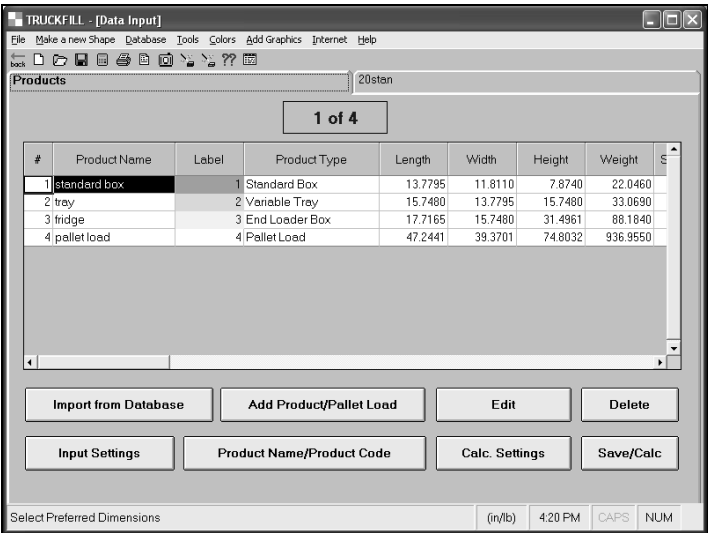 TRUCKFILL - [Data Input]
File Make a new Shape Database Tools Colors Add Graphics Internet Help
back ??
Products 20stan
1 of 4
# Product Name Label Product Type Length Width Height Weight S
1 standard box 1 Standard Box 13.7795 11.8110 7.8740 22.0460
2 tray 2 Variable Tray 15.7480 13.7795 15.7480 33.0690
3 fridge 3 End Loader Box 17.7165 15.7480 31.4961 88.1840
4 pallet load 4 Pallet Load 47.2441 39.3701 74.8032 936.9550
Import from Database Add Product/Pallet Load Edit Delete
Input Settings Product Name/Product Code Calc. Settings Save/Calc
Select Preferred Dimensions (in/lb) 4:20 PM CAPS NUM